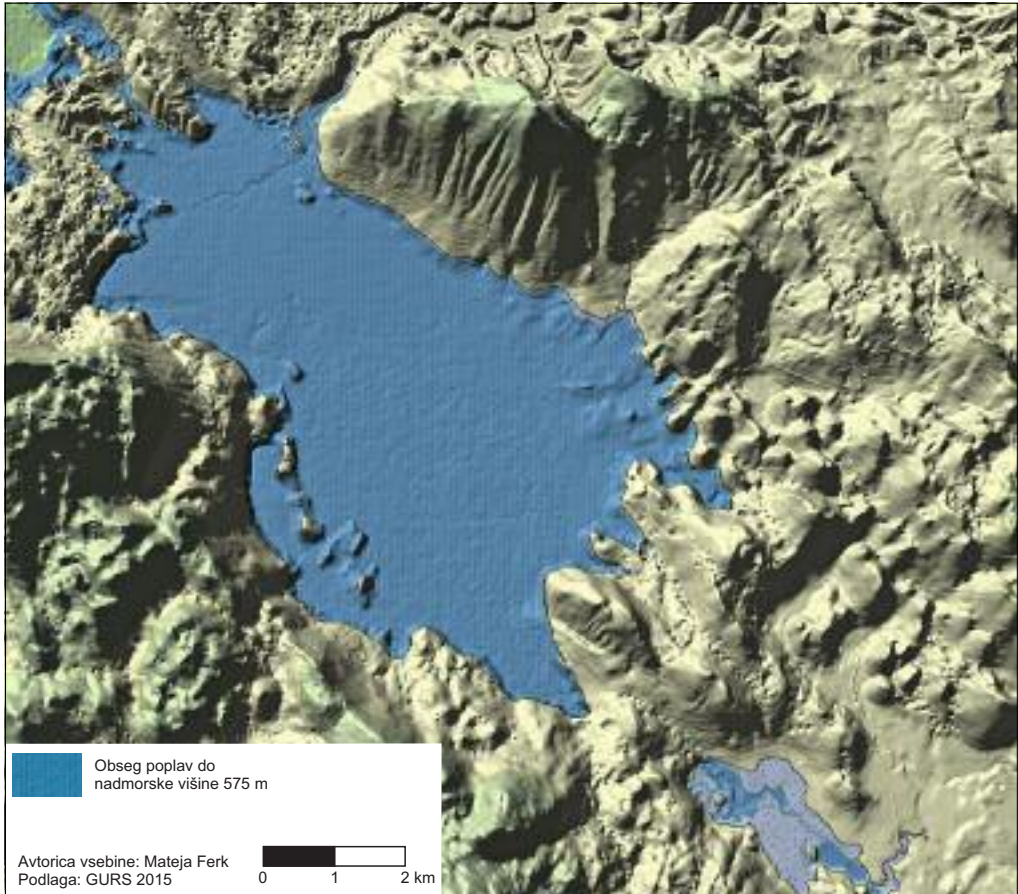 Obseg poplav do
nadmorske višine 575 m
Avtorica vsebine: Mateja Ferk
Podlaga: GURS 2015
0 1 2 km